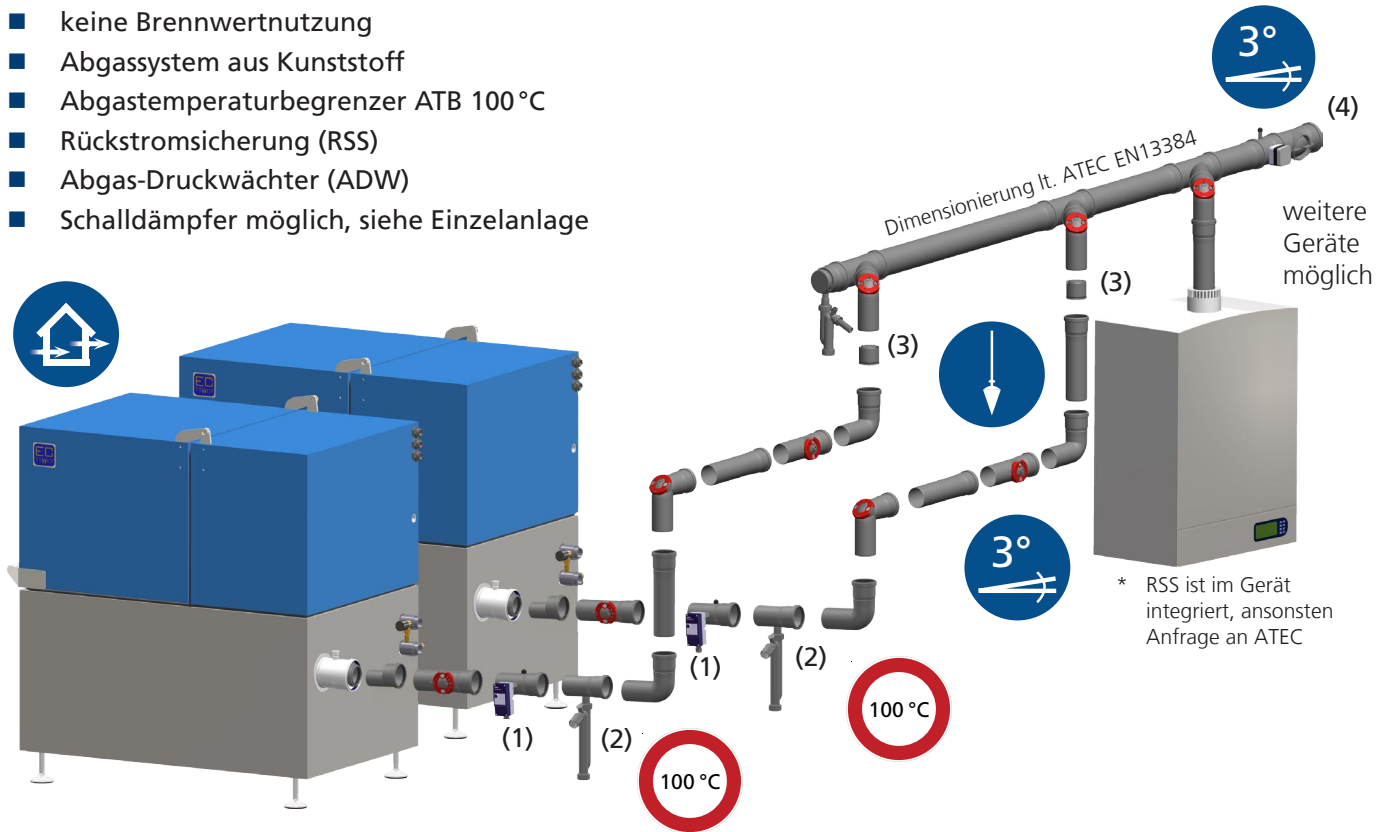 keine Brennwertnutzung
Abgassystem aus Kunststoff
Abgastemperaturbegrenzer ATB 100 °C
Rückstromsicherung (RSS)
Abgas-Druckwächter (ADW)
Schalldämpfer möglich, siehe Einzelanlage
3°
(4)
Dimensionierung lt. ATEC EN13384
weitere
Geräte
möglich
(3)
(3)
3°
* RSS ist im Gerät
integriert, ansonsten
Anfrage an ATEC
(1)
(2)
(1)
(2)
100 °C
100 °C